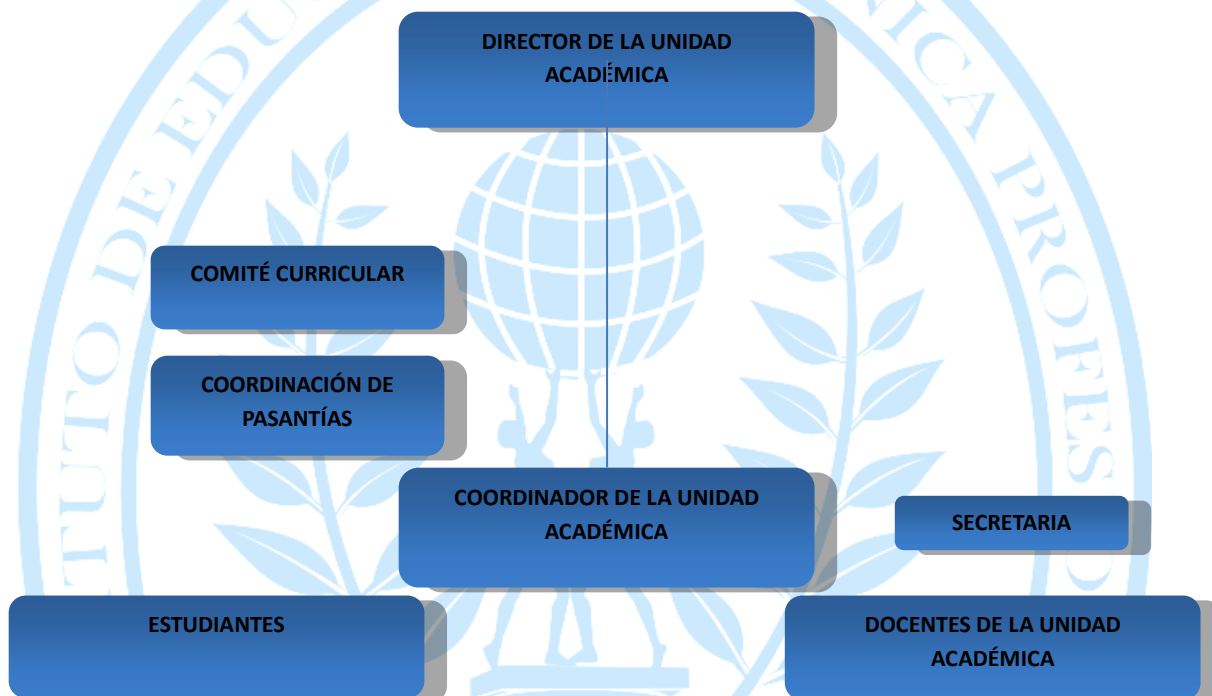 DIRECTOR DE LA UNIDAD
ACADÉMICA
COMITÉ CURRICULAR
COORDINACIÓN DE
PASANTÍAS
COORDINADOR DE LA UNIDAD
ACADÉMICA
SECRETARIA
ESTUDIANTES
DOCENTES DE LA UNIDAD
ACADÉMICA